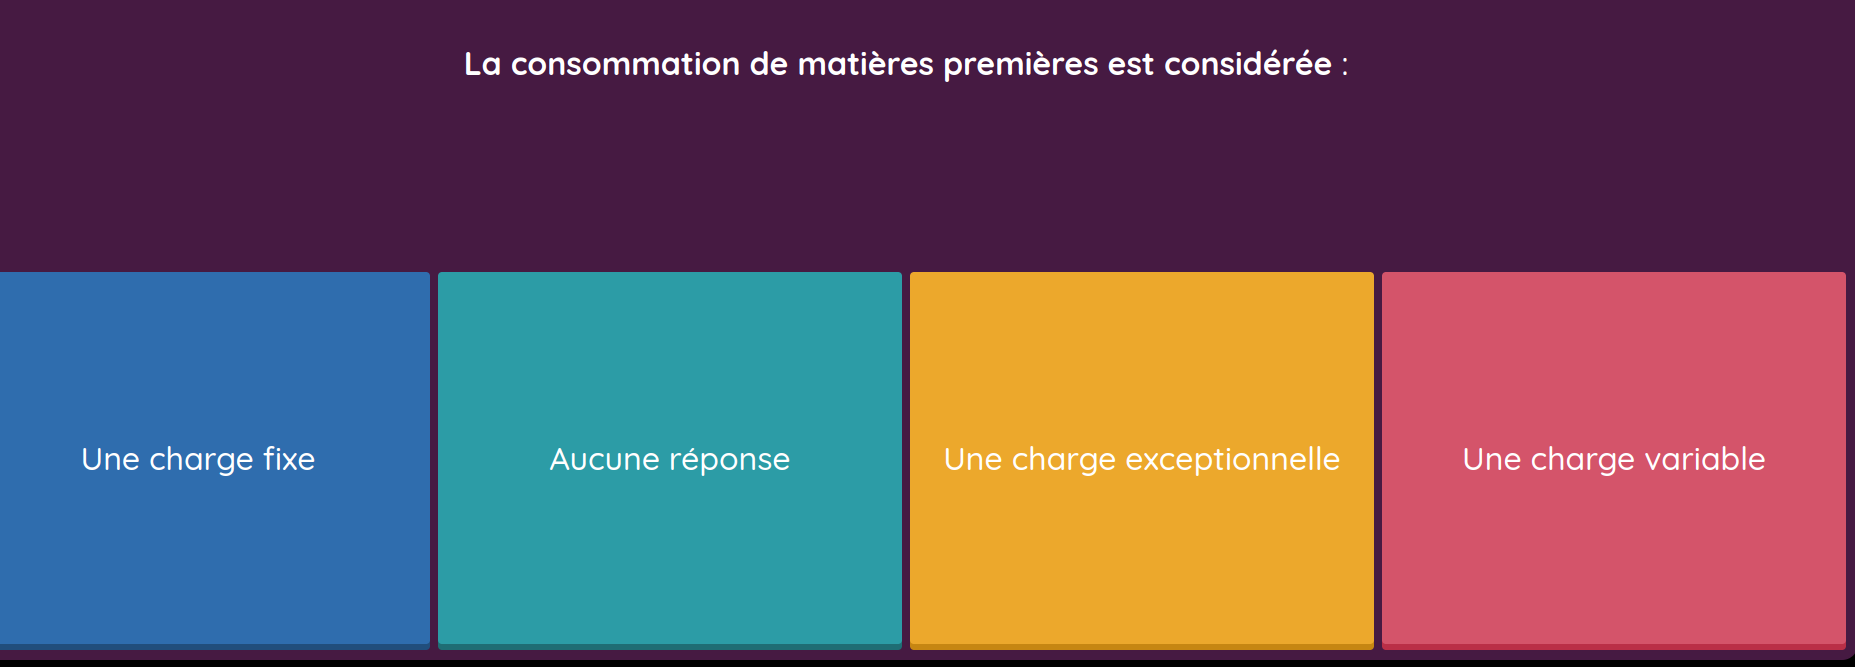 La consommation de matières premières est considérée :
Une charge fixe
Aucune réponse
Une charge exceptionnelle
Une charge variable